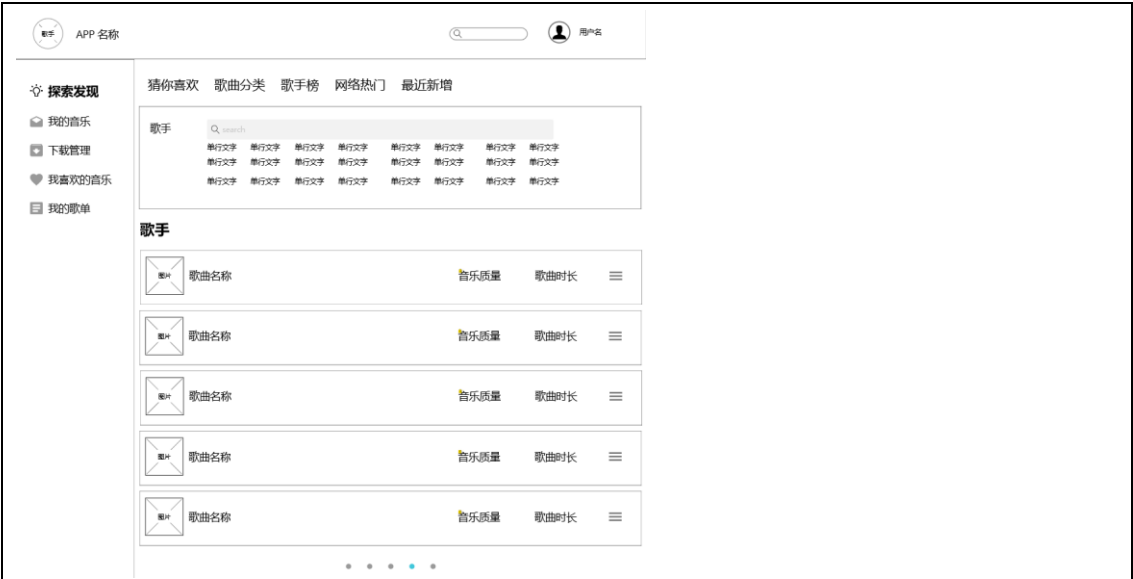 歌手 APP 名称 用户名
探索发现
我的音乐
下载管理
我喜欢的音乐
我的歌单
猜你喜欢 歌曲分类 歌手榜 网络热门 最近新增
歌手 search
单行文字 单行文字 单行文字 单行文字 单行文字 单行文字 单行文字 单行文字
单行文字 单行文字 单行文字 单行文字 单行文字 单行文字 单行文字 单行文字
单行文字 单行文字 单行文字 单行文字 单行文字 单行文字 单行文字 单行文字
歌手
图片 歌曲名称 音乐质量 歌曲时长
图片 歌曲名称 音乐质量 歌曲时长
图片 歌曲名称 音乐质量 歌曲时长
图片 歌曲名称 音乐质量 歌曲时长
图片 歌曲名称 音乐质量 歌曲时长